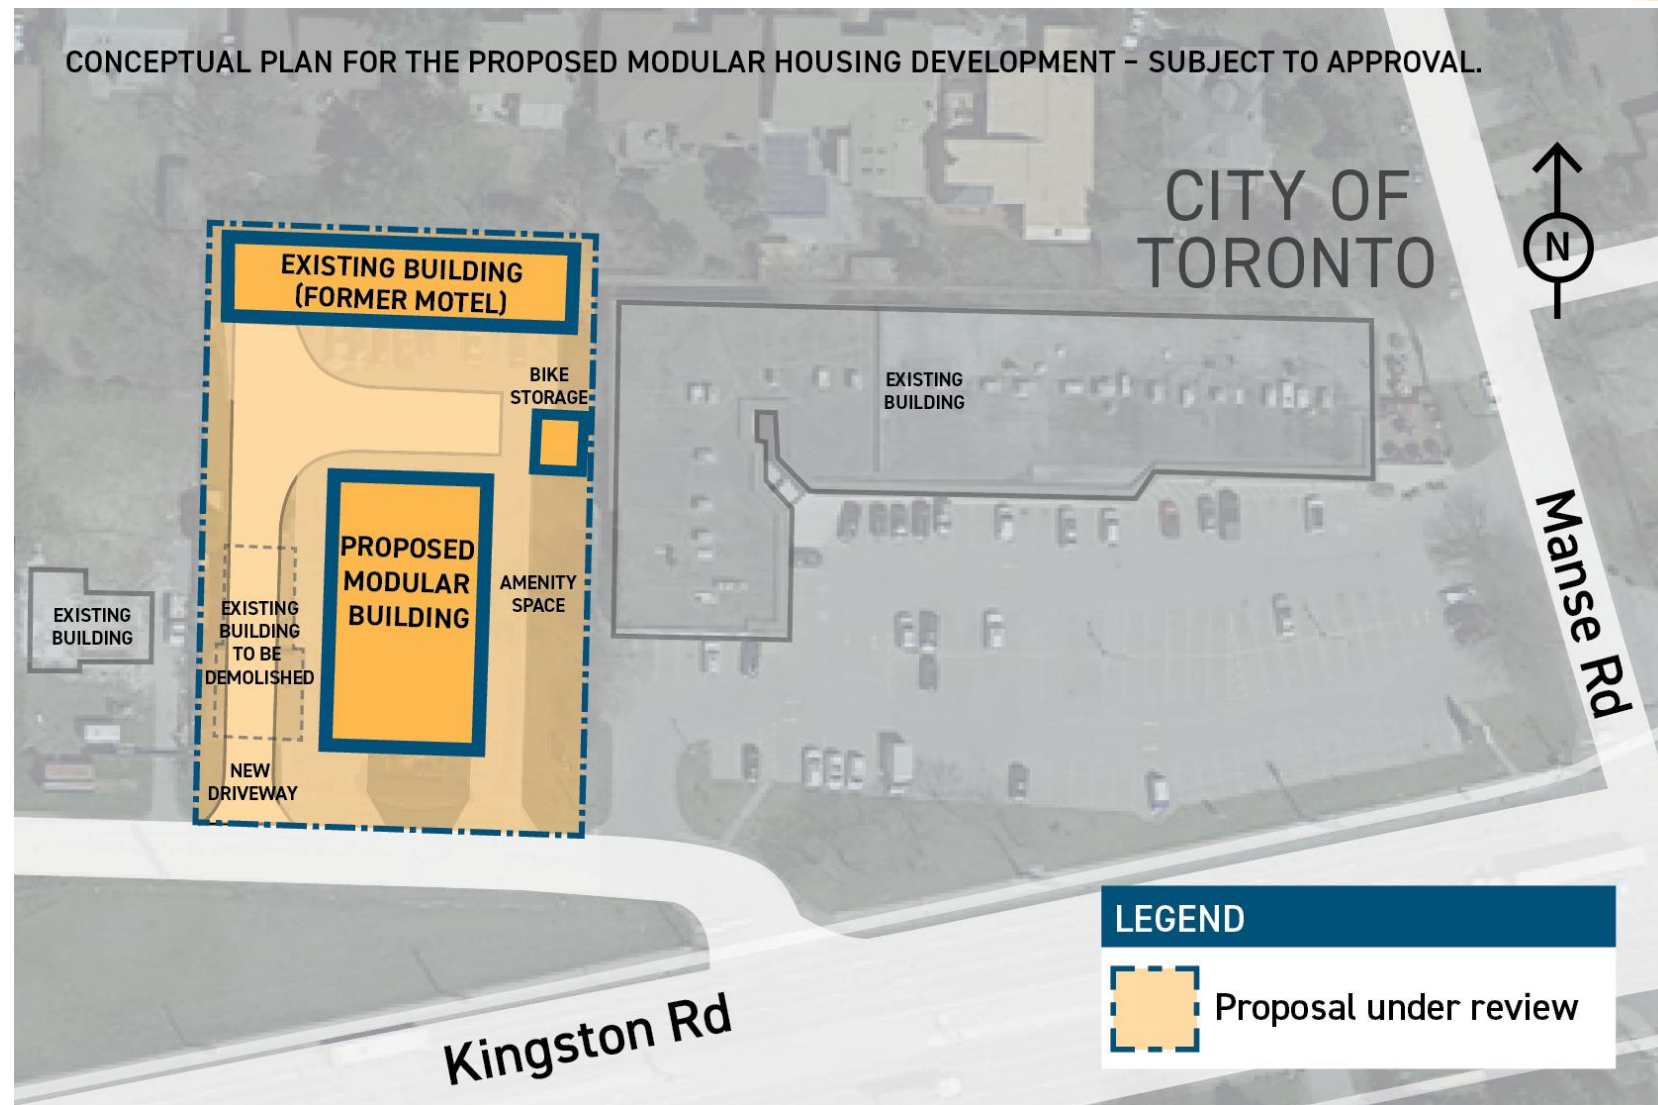 CONCEPTUAL PLAN FOR THE PROPOSED MODULAR HOUSING DEVELOPMENT – SUBJECT TO APPROVAL.
CITY OF
TORONTO
N
EXISTING BUILDING
(FORMER MOTEL)
BIKE
STORAGE
EXISTING
BUILDING
PROPOSED
MODULAR
BUILDING
AMENITY
SPACE
EXISTING
BUILDING
EXISTING
BUILDING
TO BE
DEMOLISHED
NEW
DRIVEWAY
Manse Rd
Kingston Rd
LEGEND
Proposal under review